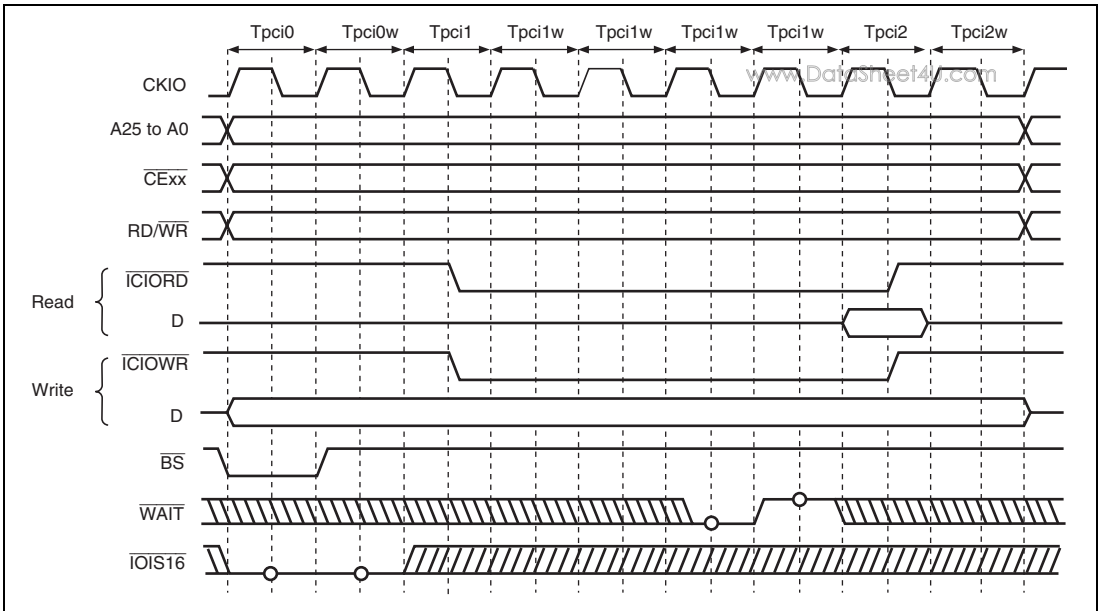 Tpci0 Tpci0w Tpci1 Tpci1w Tpci1w Tpci1w Tpci1w Tpci2 Tpci2w
www.DataSheet4U.com
CKIO
A25 to A0
CExx
RD/WR
ICIORD
Read
D
ICIOWR
Write
D
BS
WAIT
IOIS16